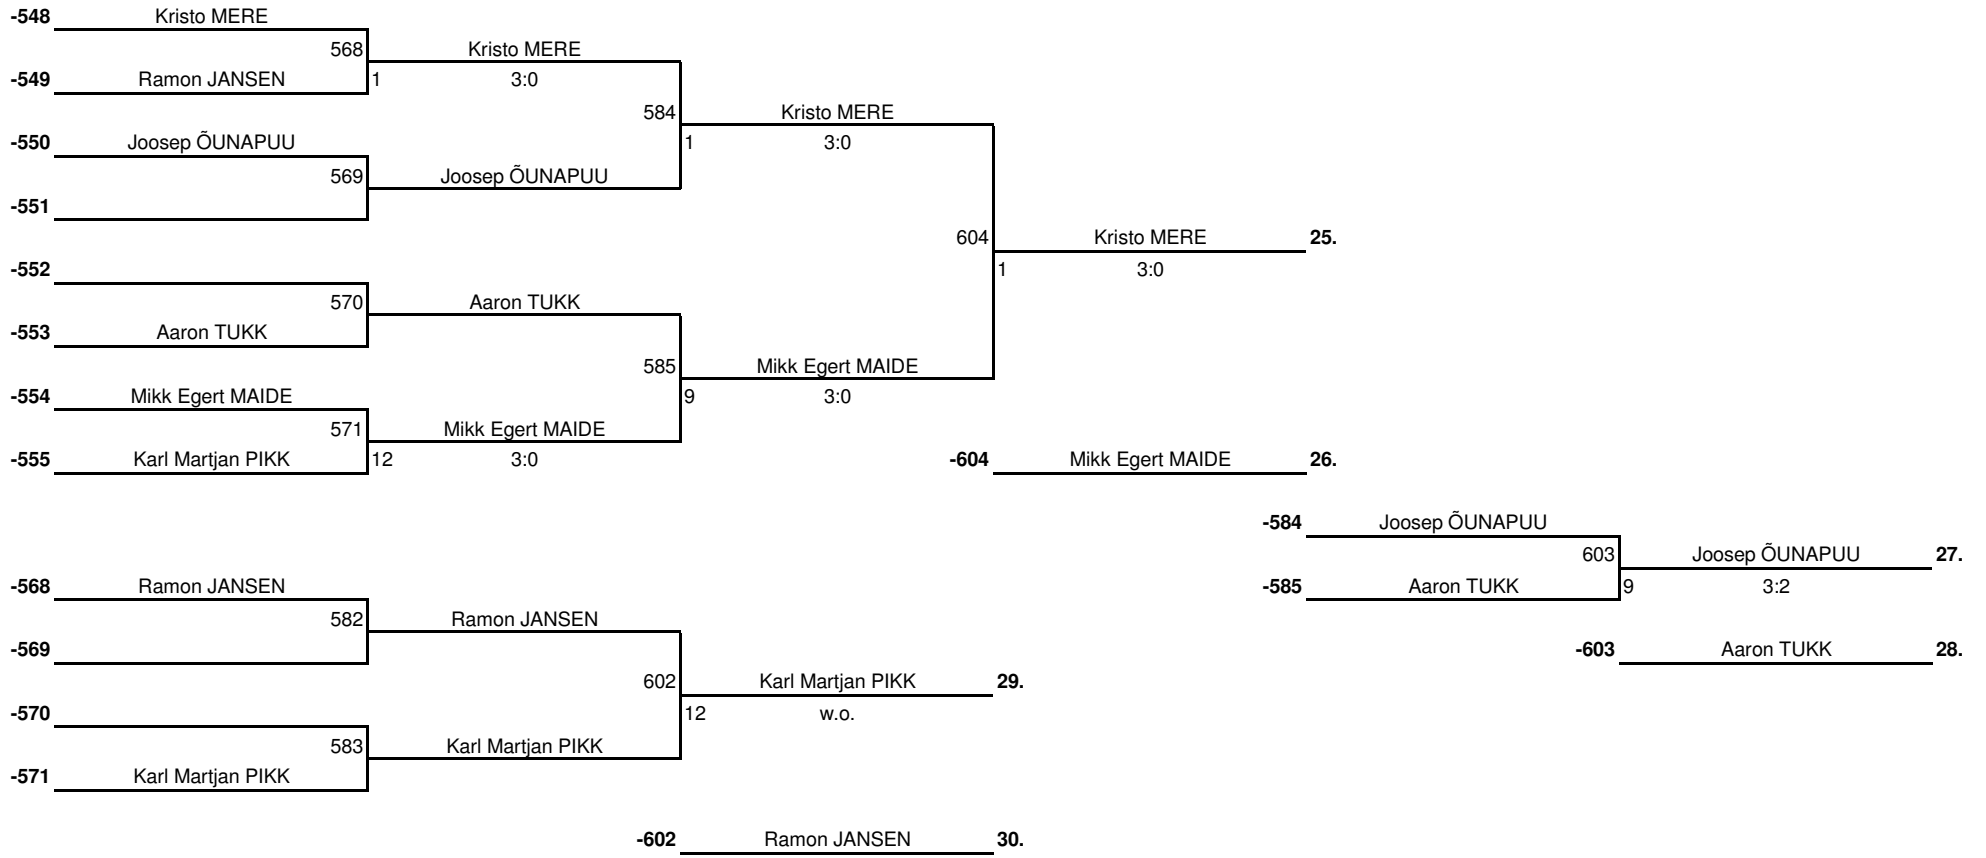 -548 Kristo MERE
568 Kristo MERE
-549 Ramon JANSEN 1 3:0
584 Kristo MERE
-550 Joosep ÕUNAPUU 1 3:0
569 Joosep ÕUNAPUU
-551
604 Kristo MERE 25.
-552 1 3:0
570 Aaron TUKK
-553 Aaron TUKK
585 Mikk Egert MAIDE
-554 Mikk Egert MAIDE 9 3:0
571 Mikk Egert MAIDE
-555 Karl Martjan PIKK 12 3:0 -604 Mikk Egert MAIDE 26.
-584 Joosep ÕUNAPUU
603 Joosep ÕUNAPUU 27.
-568 Ramon JANSEN -585 Aaron TUKK 9 3:2
582 Ramon JANSEN
-569 -603 Aaron TUKK 28.
602 Karl Martjan PIKK 29.
-570 12 w.o.
583 Karl Martjan PIKK
-571 Karl Martjan PIKK
-602 Ramon JANSEN 30.